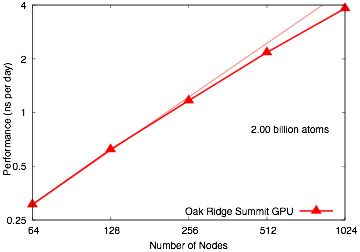 4
2
1
0.5
0.25
Performance (ns per day)
2.00 billion atoms
Oak Ridge Summit GPU
64 128 256 512 1024
Number of Nodes